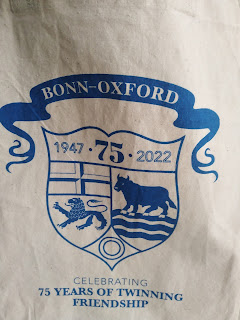 BONN-OXFORD
1947 · 75 · 2022
CELEBRATING
75 YEARS OF TWINNING
FRIENDSHIP